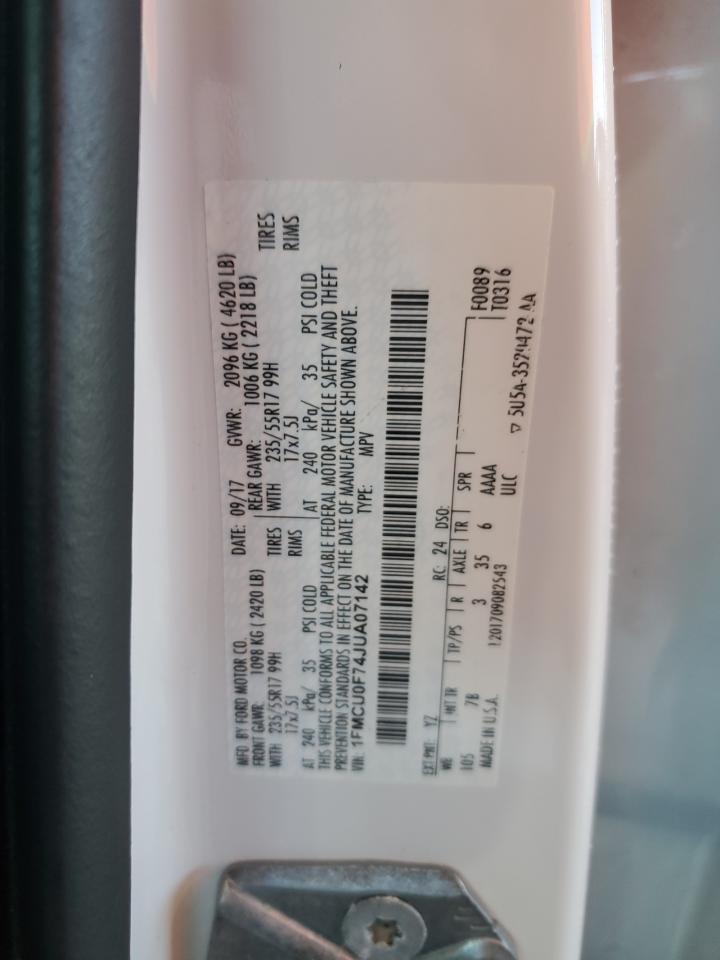 MFD BY FORD MOTOR CO. DATE: 09/17 GVWR: 2096 KG ( 4620 LB)
FRONT GAWR: 1098 KG ( 2420 LB) REAR GAWR: 1006 KG ( 2218 LB)
WITH 235/55R17 99H TIRES WITH 235/55R17 99H TIRES
17x7.5J RIMS 17x7.5J RIMS
AT 240 kPa/ 35 PSI COLD AT 240 kPa/ 35 PSI COLD
THIS VEHICLE CONFORMS TO ALL APPLICABLE FEDERAL MOTOR VEHICLE SAFETY AND THEFT
PREVENTION STANDARDS IN EFFECT ON THE DATE OF MANUFACTURE SHOWN ABOVE.
VIN: 1FMCU0F74JUA07142 TYPE: MPV
EXT PNT: YZ RC: 24 DSO:
WB INT TR TP/PS R AXLE TR SPR F0089
105 7B 3 35 6 AAAA T0316
MADE IN U.S.A. 1201709082543 ULC